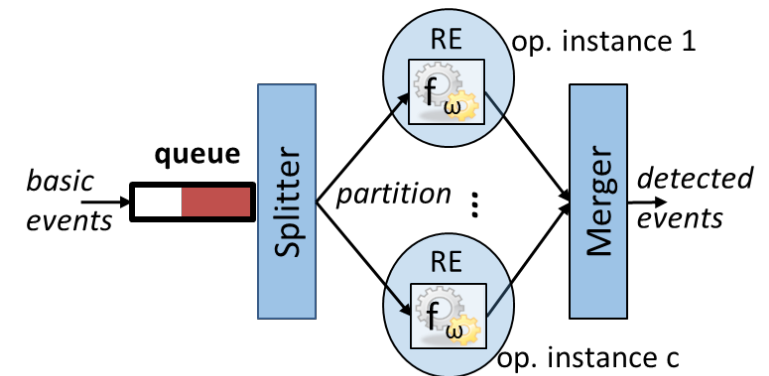 RE
op. instance 1
f ω
queue
basic
events
Splitter
partition
...
Merger
detected
events
RE
f ω
op. instance c